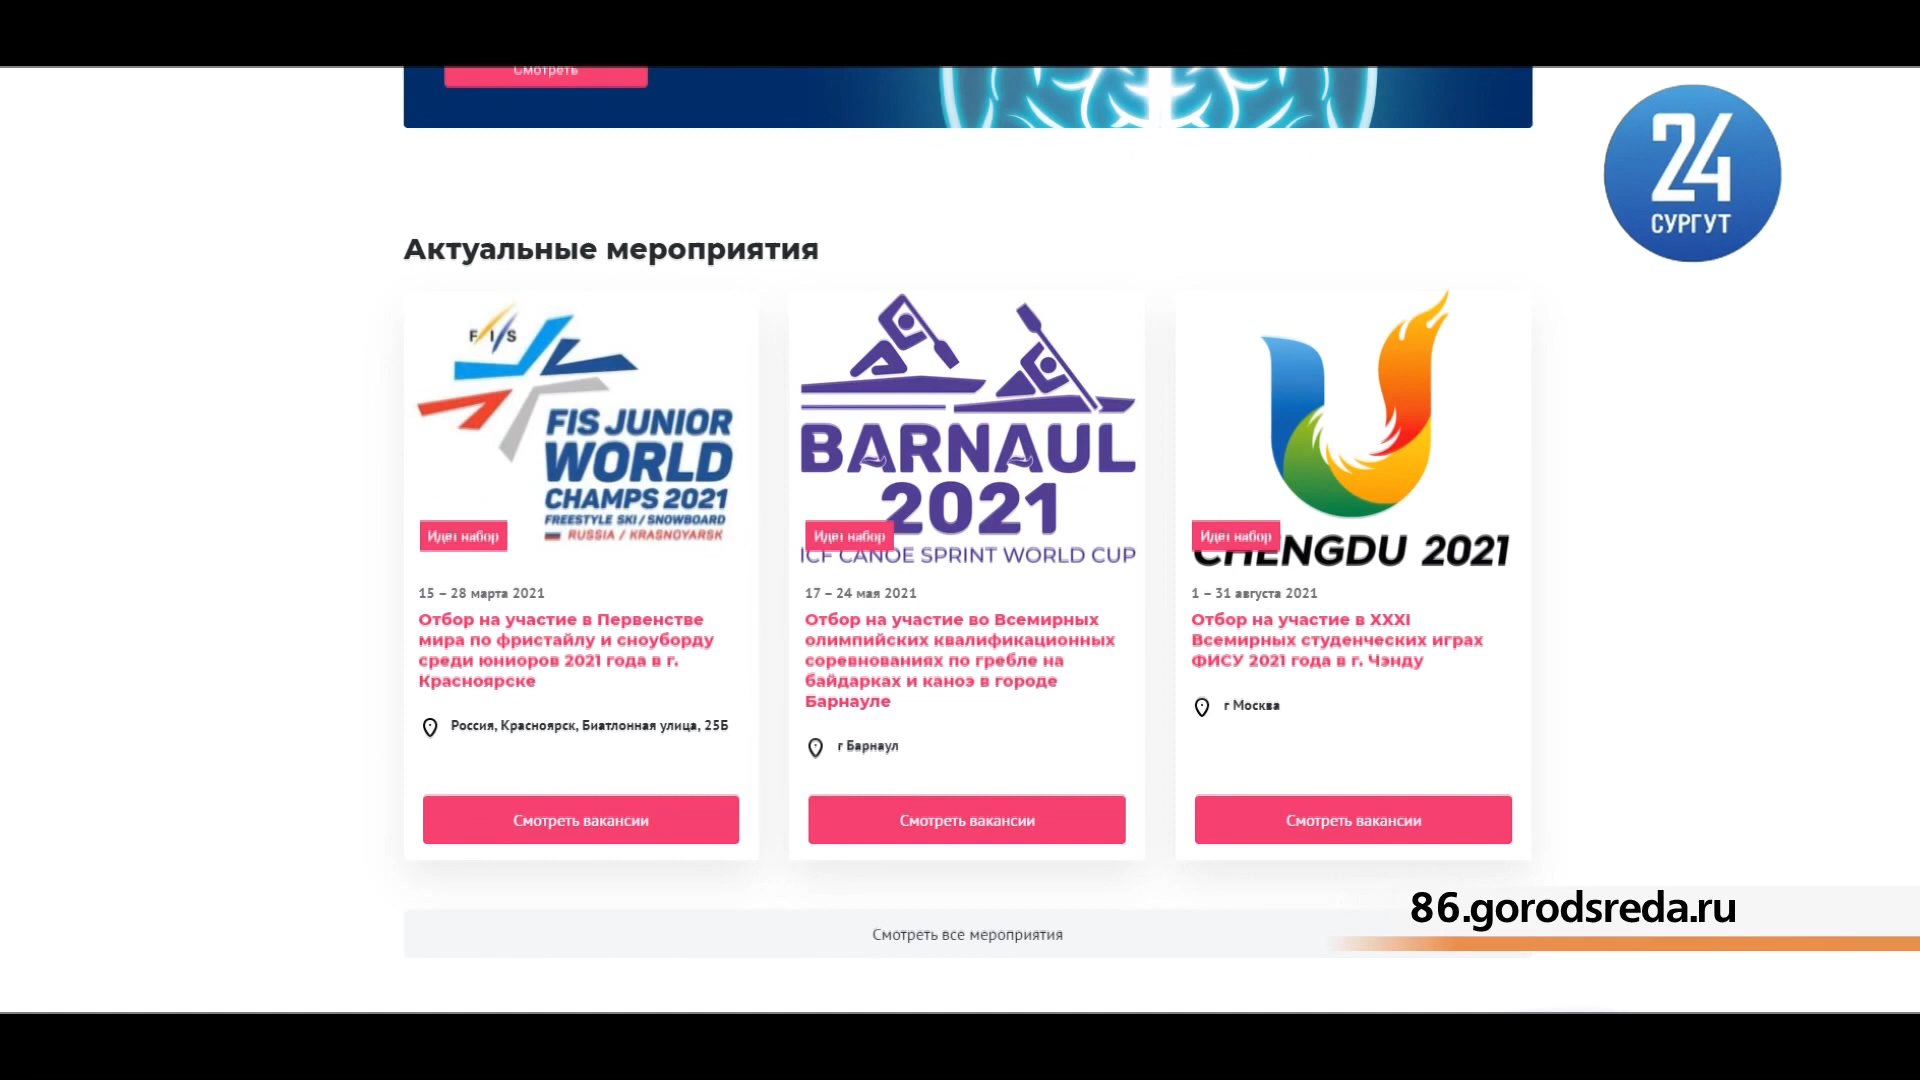 Смотреть
24
СУРГУТ
Актуальные мероприятия
FIS
FIS JUNIOR
WORLD
CHAMPS 2021
FREESTYLE SKI / SNOWBOARD
RUSSIA / KRASNOYARSK
Идет набор
15 – 28 марта 2021
Отбор на участие в Первенстве
мира по фристайлу и сноуборду
среди юниоров 2021 года в г.
Красноярске
Россия, Красноярск, Биатлонная улица, 25Б
Смотреть вакансии
BARNAUL
2021
Идет набор
ICF CANOE SPRINT WORLD CUP
17 – 24 мая 2021
Отбор на участие во Всемирных
олимпийских квалификационных
соревнованиях по гребле на
байдарках и каноэ в городе
Барнауле
г Барнаул
Смотреть вакансии
Идет набор
CHENGDU 2021
1 – 31 августа 2021
Отбор на участие в XXXI
Всемирных студенческих играх
ФИСУ 2021 года в г. Чэнду
г Москва
Смотреть вакансии
86.gorodsreda.ru
Смотреть все мероприятия